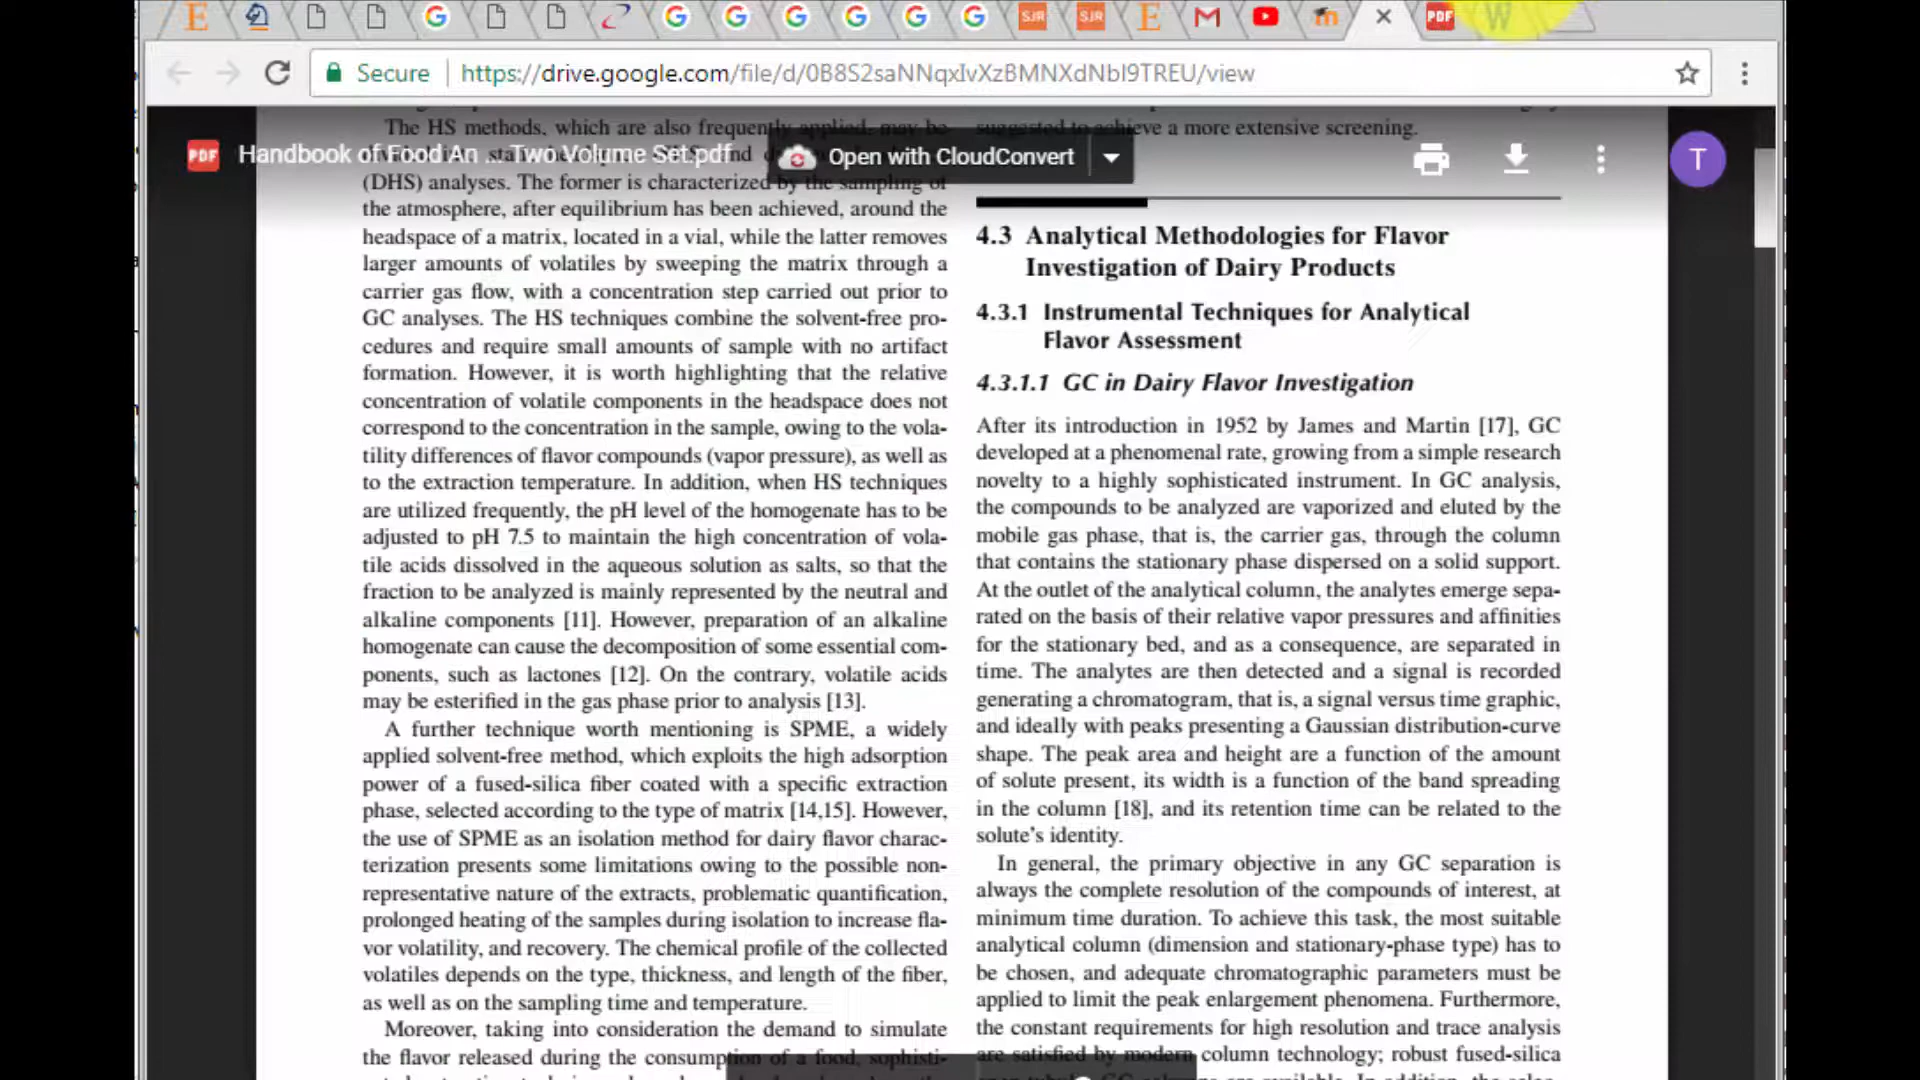 Secure
https://drive.google.com/file/d/0B8S2saNNqxIvXzBMNXdNbl9TREU/view
PDF
Handbook of Food An ... Two Volume Set.pdf
Open with CloudConvert
T
The HS methods, which are also frequently applied, may be
(DHS) analyses. The former is characterized by the sampling of
the atmosphere, after equilibrium has been achieved, around the
headspace of a matrix, located in a vial, while the latter removes
larger amounts of volatiles by sweeping the matrix through a
carrier gas flow, with a concentration step carried out prior to
GC analyses. The HS techniques combine the solvent-free pro-
cedures and require small amounts of sample with no artifact
formation. However, it is worth highlighting that the relative
concentration of volatile components in the headspace does not
correspond to the concentration in the sample, owing to the vola-
tility differences of flavor compounds (vapor pressure), as well as
to the extraction temperature. In addition, when HS techniques
are utilized frequently, the pH level of the homogenate has to be
adjusted to pH 7.5 to maintain the high concentration of vola-
tile acids dissolved in the aqueous solution as salts, so that the
fraction to be analyzed is mainly represented by the neutral and
alkaline components [11]. However, preparation of an alkaline
homogenate can cause the decomposition of some essential com-
ponents, such as lactones [12]. On the contrary, volatile acids
may be esterified in the gas phase prior to analysis [13].
A further technique worth mentioning is SPME, a widely
applied solvent-free method, which exploits the high adsorption
power of a fused-silica fiber coated with a specific extraction
phase, selected according to the type of matrix [14,15]. However,
the use of SPME as an isolation method for dairy flavor charac-
terization presents some limitations owing to the possible non-
representative nature of the extracts, problematic quantification,
prolonged heating of the samples during isolation to increase fla-
vor volatility, and recovery. The chemical profile of the collected
volatiles depends on the type, thickness, and length of the fiber,
as well as on the sampling time and temperature.
Moreover, taking into consideration the demand to simulate
the flavor released during the consumption of a food, sophisti-
suggested to achieve a more extensive screening.
4.3 Analytical Methodologies for Flavor
Investigation of Dairy Products
4.3.1 Instrumental Techniques for Analytical
Flavor Assessment
4.3.1.1 GC in Dairy Flavor Investigation
After its introduction in 1952 by James and Martin [17], GC
developed at a phenomenal rate, growing from a simple research
novelty to a highly sophisticated instrument. In GC analysis,
the compounds to be analyzed are vaporized and eluted by the
mobile gas phase, that is, the carrier gas, through the column
that contains the stationary phase dispersed on a solid support.
At the outlet of the analytical column, the analytes emerge sepa-
rated on the basis of their relative vapor pressures and affinities
for the stationary bed, and as a consequence, are separated in
time. The analytes are then detected and a signal is recorded
generating a chromatogram, that is, a signal versus time graphic,
and ideally with peaks presenting a Gaussian distribution-curve
shape. The peak area and height are a function of the amount
of solute present, its width is a function of the band spreading
in the column [18], and its retention time can be related to the
solute's identity.
In general, the primary objective in any GC separation is
always the complete resolution of the compounds of interest, at
minimum time duration. To achieve this task, the most suitable
analytical column (dimension and stationary-phase type) has to
be chosen, and adequate chromatographic parameters must be
applied to limit the peak enlargement phenomena. Furthermore,
the constant requirements for high resolution and trace analysis
are satisfied by modern column technology; robust fused-silica